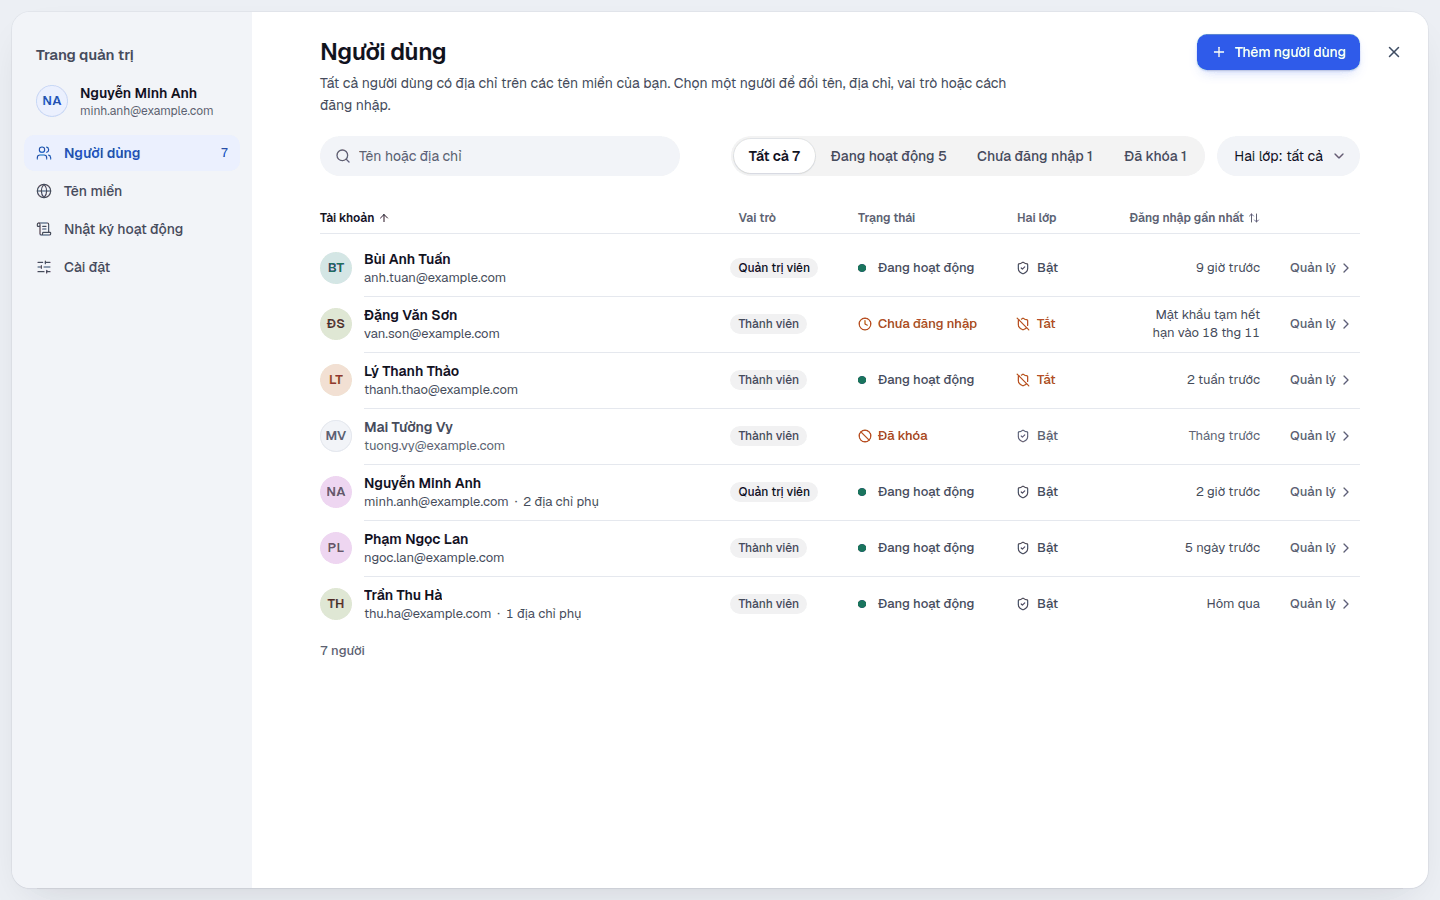 Trang quản trị
NA
Nguyễn Minh Anh
minh.anh@example.com
Người dùng 7
Tên miền
Nhật ký hoạt động
Cài đặt
Người dùng
Tất cả người dùng có địa chỉ trên các tên miền của bạn. Chọn một người để đổi tên, địa chỉ, vai trò hoặc cách
đăng nhập.
Thêm người dùng
Tên hoặc địa chỉ
Tất cả 7 Đang hoạt động 5 Chưa đăng nhập 1 Đã khóa 1
Hai lớp: tất cả
Tài khoản Vai trò Trạng thái Hai lớp Đăng nhập gần nhất
BT Bùi Anh Tuấn
anh.tuan@example.com
Quản trị viên Đang hoạt động Bật 9 giờ trước Quản lý
ĐS Đặng Văn Sơn
van.son@example.com
Thành viên Chưa đăng nhập Tắt
Mật khẩu tạm hết
hạn vào 18 thg 11
Quản lý
LT Lý Thanh Thảo
thanh.thao@example.com
Thành viên Đang hoạt động Tắt 2 tuần trước Quản lý
MV Mai Tường Vy
tuong.vy@example.com
Thành viên Đã khóa Bật Tháng trước Quản lý
NA Nguyễn Minh Anh
minh.anh@example.com · 2 địa chỉ phụ
Quản trị viên Đang hoạt động Bật 2 giờ trước Quản lý
PL Phạm Ngọc Lan
ngoc.lan@example.com
Thành viên Đang hoạt động Bật 5 ngày trước Quản lý
TH Trần Thu Hà
thu.ha@example.com · 1 địa chỉ phụ
Thành viên Đang hoạt động Bật Hôm qua Quản lý
7 người